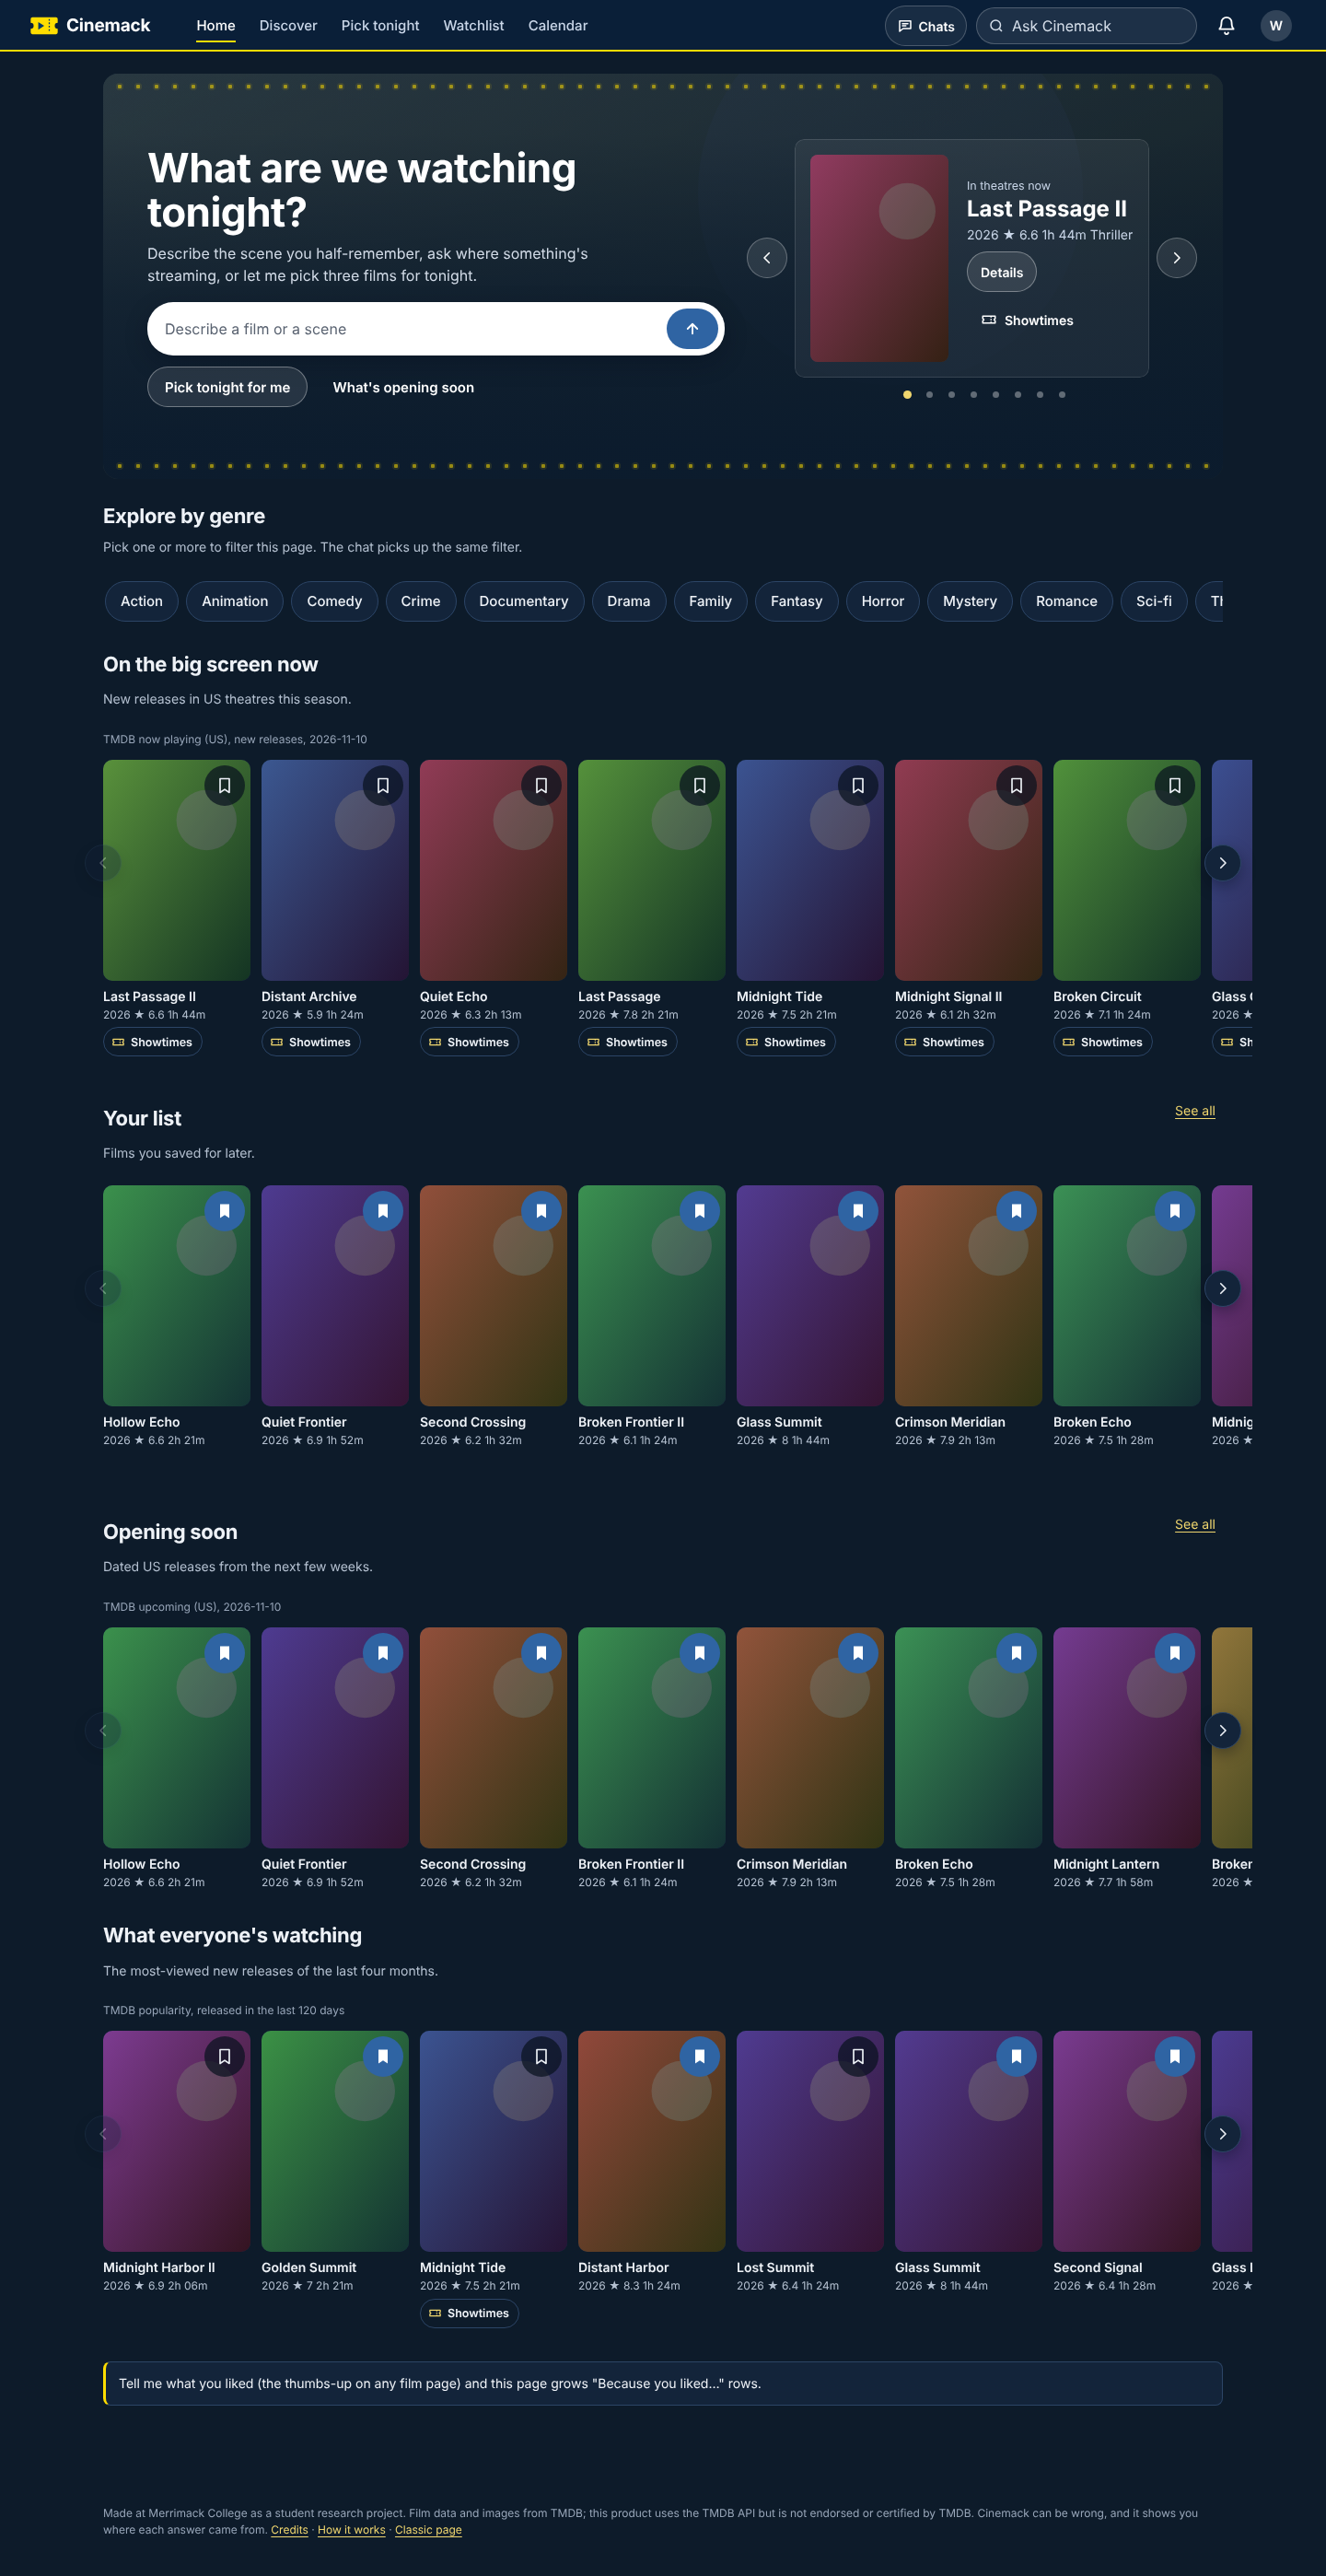 Cinemack
Home Discover Pick tonight Watchlist Calendar
Chats
Ask Cinemack
W
What are we watching
tonight?
Describe the scene you half-remember, ask where something's
streaming, or let me pick three films for tonight.
Describe a film or a scene
Pick tonight for me What's opening soon
In theatres now
Last Passage II
2026 ★ 6.6 1h 44m Thriller
Details
Showtimes
Explore by genre
Pick one or more to filter this page. The chat picks up the same filter.
Action Animation Comedy Crime Documentary Drama Family Fantasy Horror Mystery Romance Sci-fi
On the big screen now
New releases in US theatres this season.
TMDB now playing (US), new releases, 2026-11-10
Last Passage II Distant Archive Quiet Echo Last Passage Midnight Tide Midnight Signal II Broken Circuit Glass
2026 ★ 6.6 1h 44m 2026 ★ 5.9 1h 24m 2026 ★ 6.3 2h 13m 2026 ★ 7.8 2h 21m 2026 ★ 7.5 2h 21m 2026 ★ 6.1 2h 32m 2026 ★ 7.1 1h 24m 2026 ★
Showtimes Showtimes Showtimes Showtimes Showtimes Showtimes Showtimes Sh
Your list See all
Films you saved for later.
Hollow Echo Quiet Frontier Second Crossing Broken Frontier II Glass Summit Crimson Meridian Broken Echo Midnig
2026 ★ 6.6 2h 21m 2026 ★ 6.9 1h 52m 2026 ★ 6.2 1h 32m 2026 ★ 6.1 1h 24m 2026 ★ 8 1h 44m 2026 ★ 7.9 2h 13m 2026 ★ 7.5 1h 28m 2026 ★
Opening soon See all
Dated US releases from the next few weeks.
TMDB upcoming (US), 2026-11-10
Hollow Echo Quiet Frontier Second Crossing Broken Frontier II Crimson Meridian Broken Echo Midnight Lantern Broken
2026 ★ 6.6 2h 21m 2026 ★ 6.9 1h 52m 2026 ★ 6.2 1h 32m 2026 ★ 6.1 1h 24m 2026 ★ 7.9 2h 13m 2026 ★ 7.5 1h 28m 2026 ★ 7.7 1h 58m 2026 ★
What everyone's watching
The most-viewed new releases of the last four months.
TMDB popularity, released in the last 120 days
Midnight Harbor II Golden Summit Midnight Tide Distant Harbor Lost Summit Glass Summit Second Signal Glass
2026 ★ 6.9 2h 06m 2026 ★ 7 2h 21m 2026 ★ 7.5 2h 21m 2026 ★ 8.3 1h 24m 2026 ★ 6.4 1h 24m 2026 ★ 8 1h 44m 2026 ★ 6.4 1h 28m 2026 ★
Showtimes
Tell me what you liked (the thumbs-up on any film page) and this page grows "Because you liked..." rows.
Made at Merrimack College as a student research project. Film data and images from TMDB; this product uses the TMDB API but is not endorsed or certified by TMDB. Cinemack can be wrong, and it shows you
where each answer came from. Credits · How it works · Classic page